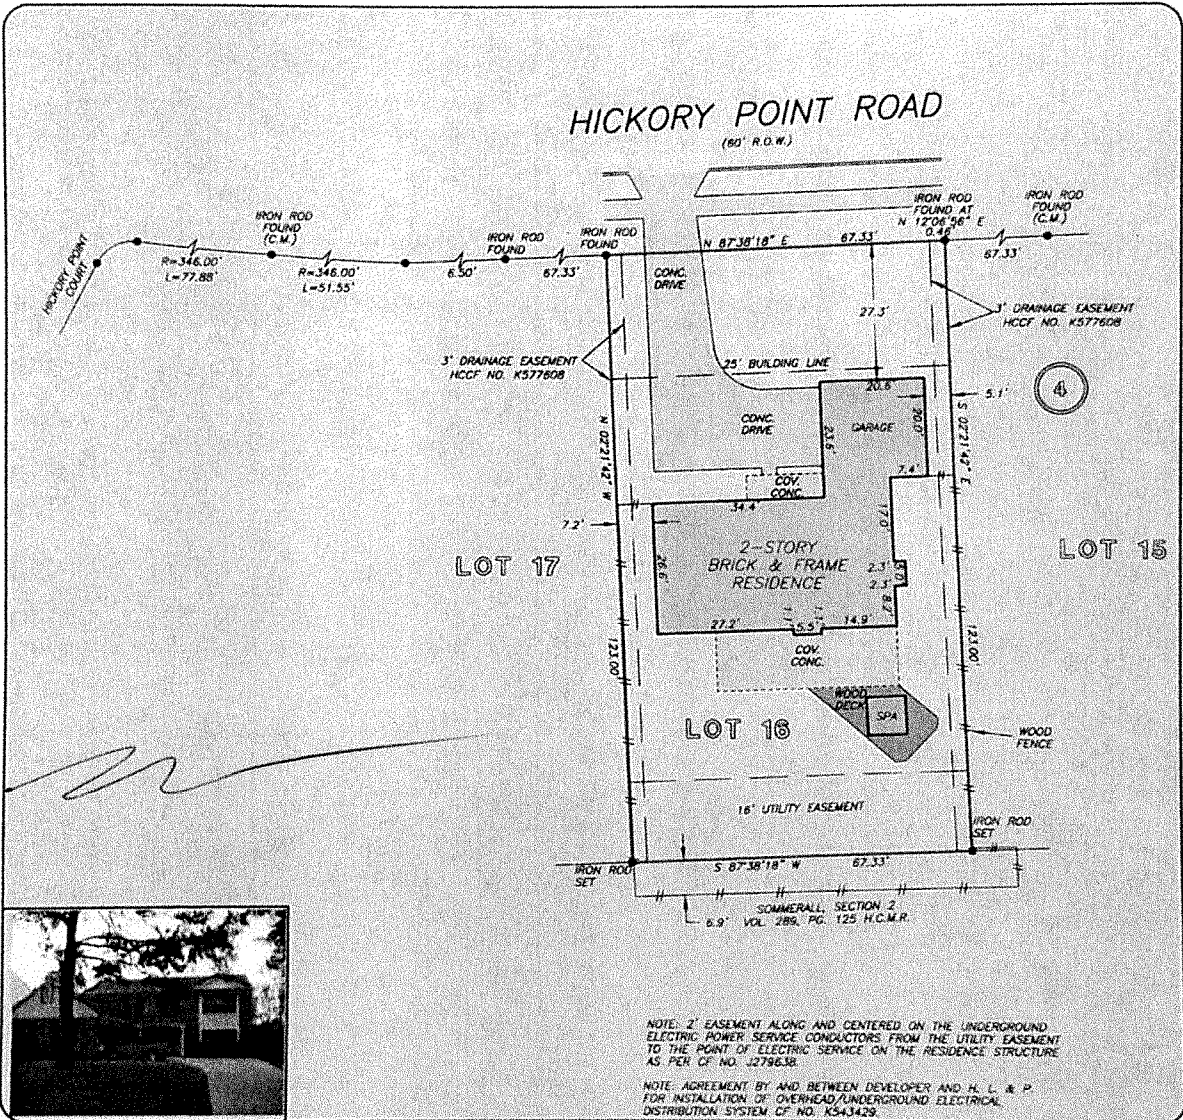 HICKORY POINT ROAD
(60' R.O.W.)
IRON ROD
FOUND
(C.M.)
IRON ROD
FOUND
IRON ROD
FOUND
IRON ROD
FOUND AT
N 12°06'56" E
0.46'
IRON ROD
FOUND
(C.M.)
HICKORY POINT
COURT
R=346.00'
L=77.88'
R=346.00'
L=51.55'
6.50'
67.33'
N 87°38'18" E
67.33'
67.33'
CONC.
DRIVE
27.3'
3' DRAINAGE EASEMENT
HCCF NO. K577608
3' DRAINAGE EASEMENT
HCCF NO. K577608
25' BUILDING LINE
20.6'
5.1'
4
CONC.
DRIVE
23.6'
GARAGE
20.0'
N 02°21'42" W
S 02°21'42" E
7.4'
COV.
CONC.
34.4'
7.2'
17.0'
LOT 17
2-STORY
BRICK & FRAME
RESIDENCE
LOT 15
26.6'
2.3'
2.3'
8.2'
27.2'
1.1'
5.5'
1.1'
14.9'
COV.
CONC.
123.00'
123.00'
WOOD
DECK
SPA
LOT 16
WOOD
FENCE
16' UTILITY EASEMENT
IRON ROD
SET
IRON ROD
SET
S 87°38'18" W
67.33'
6.9'
SOMMERALL, SECTION 2
VOL. 289, PG. 125 H.C.M.R.
NOTE: 2' EASEMENT ALONG AND CENTERED ON THE UNDERGROUND
ELECTRIC POWER SERVICE CONDUCTORS FROM THE UTILITY EASEMENT
TO THE POINT OF ELECTRIC SERVICE ON THE RESIDENCE STRUCTURE
AS PER CF NO. J279638.
NOTE: AGREEMENT BY AND BETWEEN DEVELOPER AND H. L. & P.
FOR INSTALLATION OF OVERHEAD/UNDERGROUND ELECTRICAL
DISTRIBUTION SYSTEM CF NO. K543429.